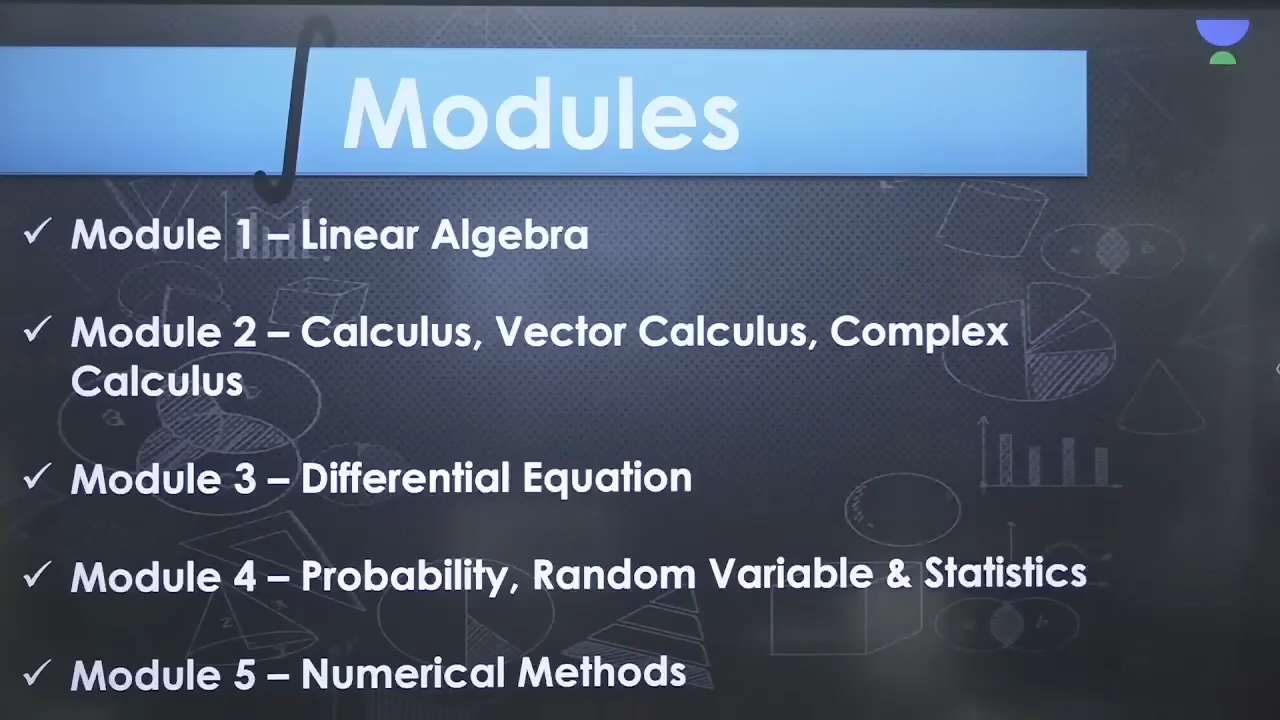 Modules
✓ Module 1 – Linear Algebra
✓ Module 2 – Calculus, Vector Calculus, Complex
Calculus
✓ Module 3 – Differential Equation
✓ Module 4 – Probability, Random Variable & Statistics
✓ Module 5 – Numerical Methods